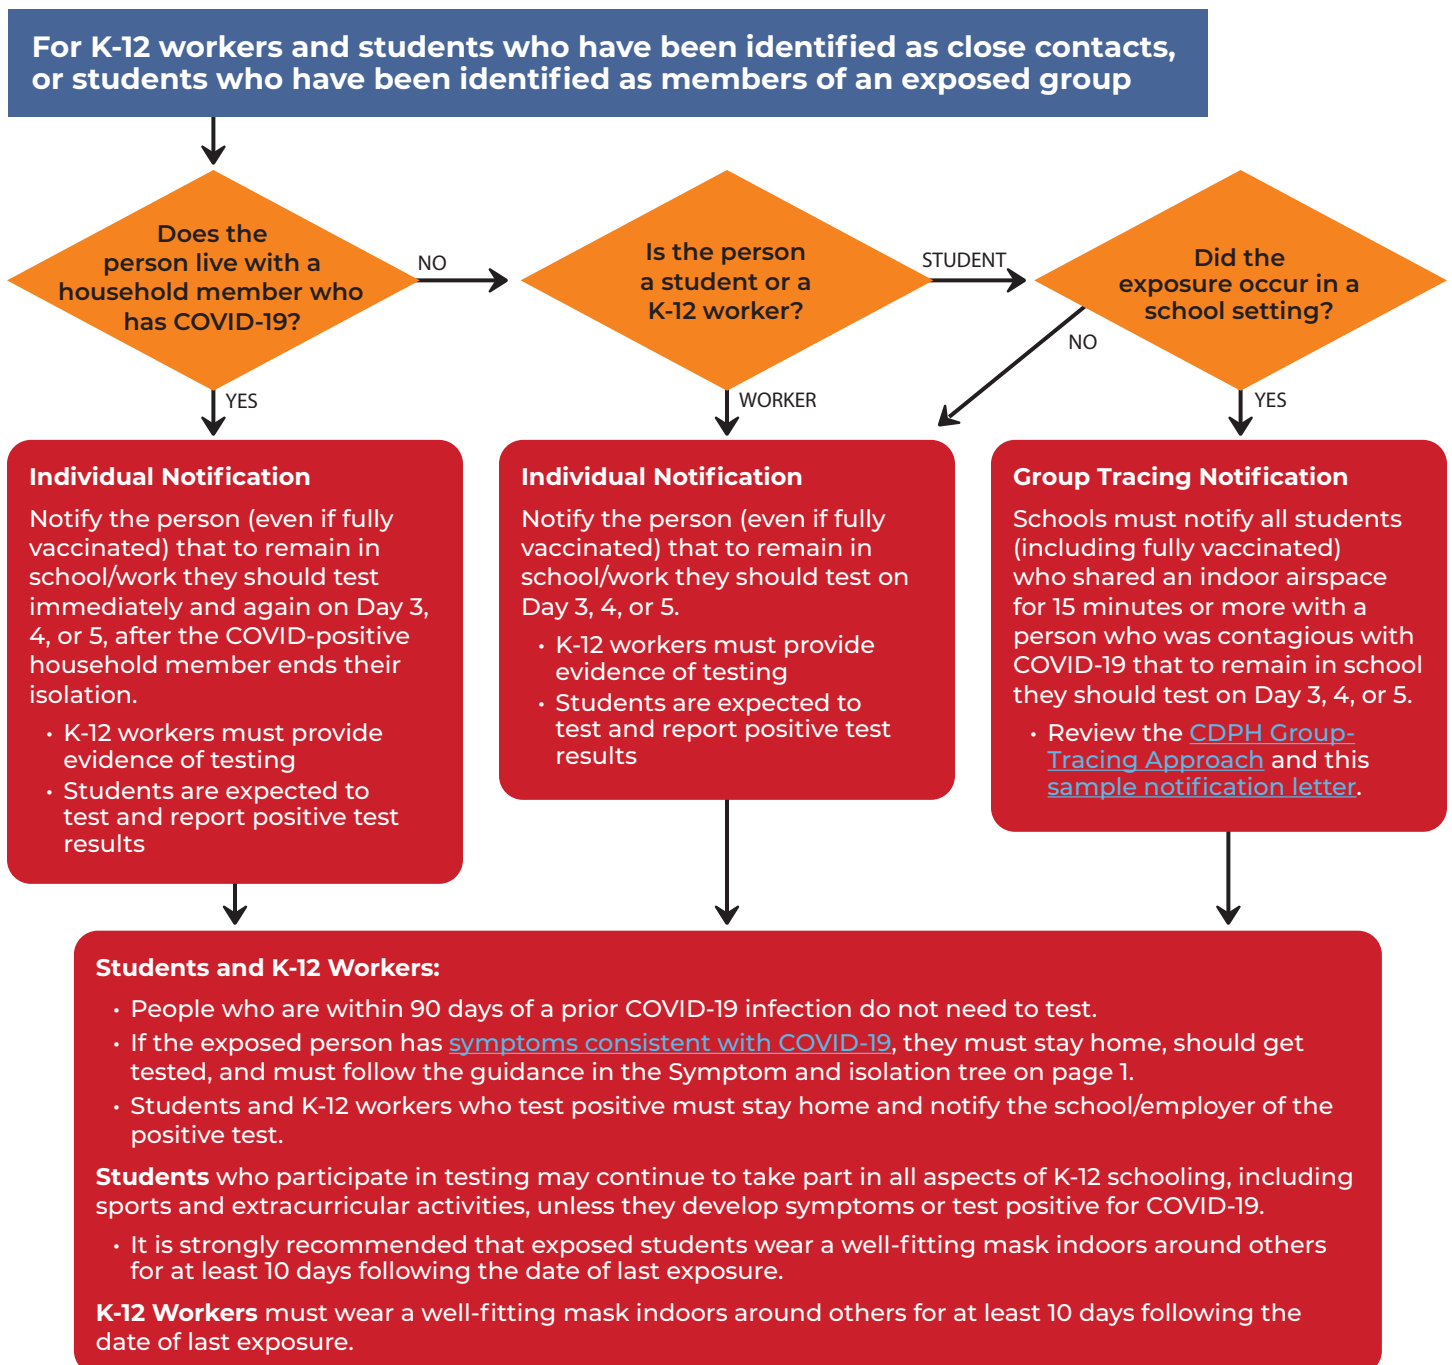 For K-12 workers and students who have been identified as close contacts,
or students who have been identified as members of an exposed group
Does the
person live with a
household member who
has COVID-19?
NO
Is the person
a student or a
K-12 worker?
STUDENT
Did the
exposure occur in a
school setting?
NO
YES
WORKER
YES
Individual Notification
Notify the person (even if fully
vaccinated) that to remain in
school/work they should test
immediately and again on Day 3,
4, or 5, after the COVID-positive
household member ends their
isolation.
• K-12 workers must provide
evidence of testing
• Students are expected to
test and report positive test
results
Individual Notification
Notify the person (even if fully
vaccinated) that to remain in
school/work they should test on
Day 3, 4, or 5.
• K-12 workers must provide
evidence of testing
• Students are expected to
test and report positive test
results
Group Tracing Notification
Schools must notify all students
(including fully vaccinated)
who shared an indoor airspace
for 15 minutes or more with a
person who was contagious with
COVID-19 that to remain in school
they should test on Day 3, 4, or 5.
• Review the CDPH Group-
Tracing Approach and this
sample notification letter.
Students and K-12 Workers:
• People who are within 90 days of a prior COVID-19 infection do not need to test.
• If the exposed person has symptoms consistent with COVID-19, they must stay home, should get
tested, and must follow the guidance in the Symptom and isolation tree on page 1.
• Students and K-12 workers who test positive must stay home and notify the school/employer of the
positive test.
Students who participate in testing may continue to take part in all aspects of K-12 schooling, including
sports and extracurricular activities, unless they develop symptoms or test positive for COVID-19.
• It is strongly recommended that exposed students wear a well-fitting mask indoors around others
for at least 10 days following the date of last exposure.
K-12 Workers must wear a well-fitting mask indoors around others for at least 10 days following the
date of last exposure.